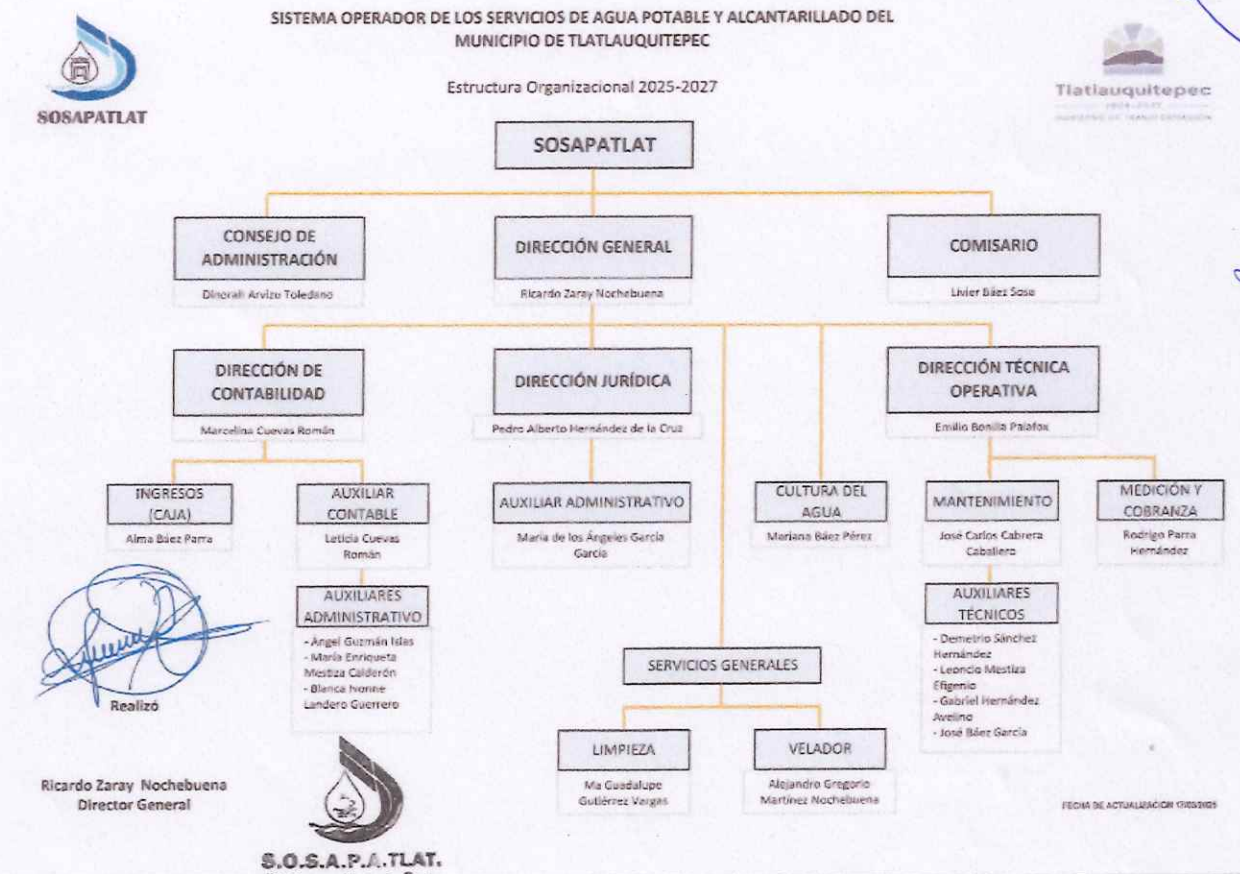 SISTEMA OPERADOR DE LOS SERVICIOS DE AGUA POTABLE Y ALCANTARILLADO DEL
MUNICIPIO DE TLATLAUQUITEPEC
Estructura Organizacional 2025-2027
SOSAPATLAT
Tlatlauquitepec
SOSAPATLAT
CONSEJO DE
ADMINISTRACIÓN
Dinorah Arvizu Toledano
DIRECCIÓN GENERAL
Ricardo Zaray Nochebuena
COMISARIO
Livier Báez Sosa
DIRECCIÓN DE
CONTABILIDAD
Marcelina Cuevas Román
DIRECCIÓN JURÍDICA
Pedro Alberto Hernández de la Cruz
DIRECCIÓN TÉCNICA
OPERATIVA
Emilio Bonilla Palafox
INGRESOS
(CAJA)
Alma Báez Parra
AUXILIAR
CONTABLE
Leticia Cuevas
Román
AUXILIAR ADMINISTRATIVO
María de los Ángeles García
García
CULTURA DEL
AGUA
Mariana Báez Pérez
MANTENIMIENTO
José Carlos Cabrera
Caballero
MEDICIÓN Y
COBRANZA
Rodrigo Parra
Hernández
AUXILIARES
ADMINISTRATIVO
- Ángel Guzmán Islas
- María Enriqueta
Mestiza Calderón
- Blanca Ivonne
Landero Guerrero
AUXILIARES
TÉCNICOS
- Demetrio Sánchez
Hernández
- Leoncio Mestiza
Efigenio
- Gabriel Hernández
Avelino
- José Báez García
SERVICIOS GENERALES
LIMPIEZA
Ma Guadalupe
Gutiérrez Vargas
VELADOR
Alejandro Gregorio
Martínez Nochebuena
Realizó
Ricardo Zaray Nochebuena
Director General
S.O.S.A.P.A.TLAT.
FECHA DE ACTUALIZACIÓN